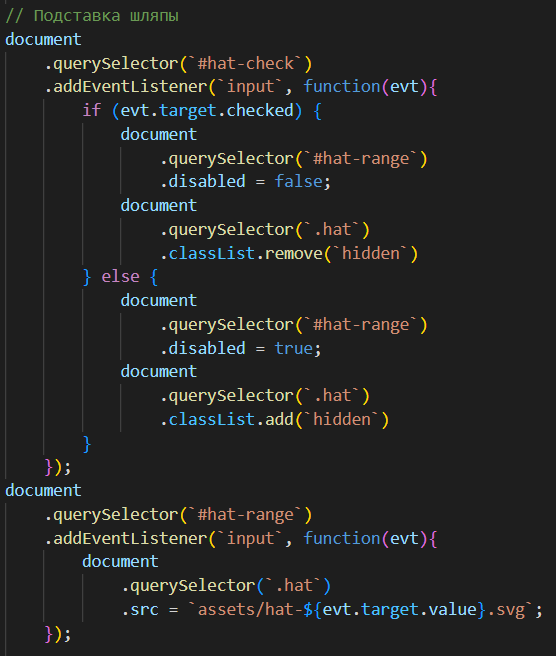 // Подставка шляпы
document
    .querySelector(`#hat-check`)
    .addEventListener(`input`, function(evt){
        if (evt.target.checked) {
            document
                .querySelector(`#hat-range`)
                .disabled = false;
            document
                .querySelector(`.hat`)
                .classList.remove(`hidden`)
        } else {
            document
                .querySelector(`#hat-range`)
                .disabled = true;
            document
                .querySelector(`.hat`)
                .classList.add(`hidden`)
        }
    });
document
    .querySelector(`#hat-range`)
    .addEventListener(`input`, function(evt){
        document
            .querySelector(`.hat`)
            .src = `assets/hat-${evt.target.value}.svg`;
    });